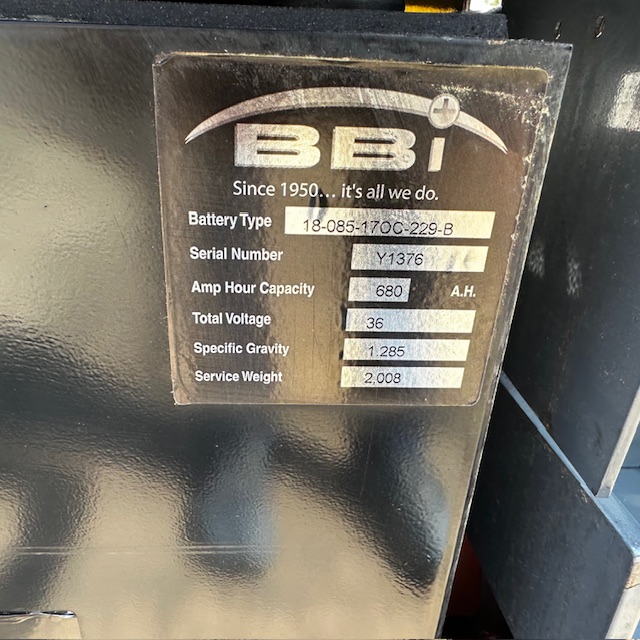 BBi
Since 1950... it's all we do.
Battery Type 18-085-17OC-229-B
Serial Number Y1376
Amp Hour Capacity 680 A.H.
Total Voltage 36
Specific Gravity 1.285
Service Weight 2,008